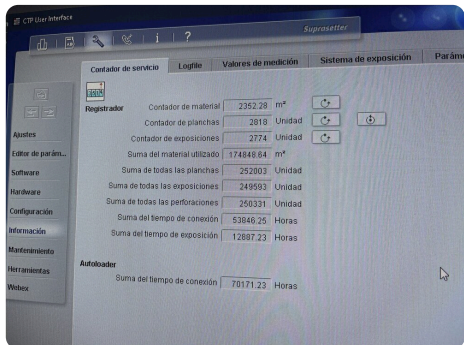 CTP User Interface
Suprasetter
Contador de servicio Logfile Valores de medición Sistema de exposición Parám
Registrador
Contador de material 2352.28 m²
Contador de planchas 2818 Unidad
Contador de exposiciones 2774 Unidad
Suma del material utilizado 174848.64 m²
Suma de todas las planchas 252003 Unidad
Suma de todas las exposiciones 249593 Unidad
Suma de todas las perforaciones 250331 Unidad
Suma del tiempo de conexión 53846.25 Horas
Suma del tiempo de exposición 12887.23 Horas
Autoloader
Suma del tiempo de conexión 70171.23 Horas
Ajustes
Editor de parám...
Software
Hardware
Configuración
Información
Mantenimiento
Herramientas
Webex